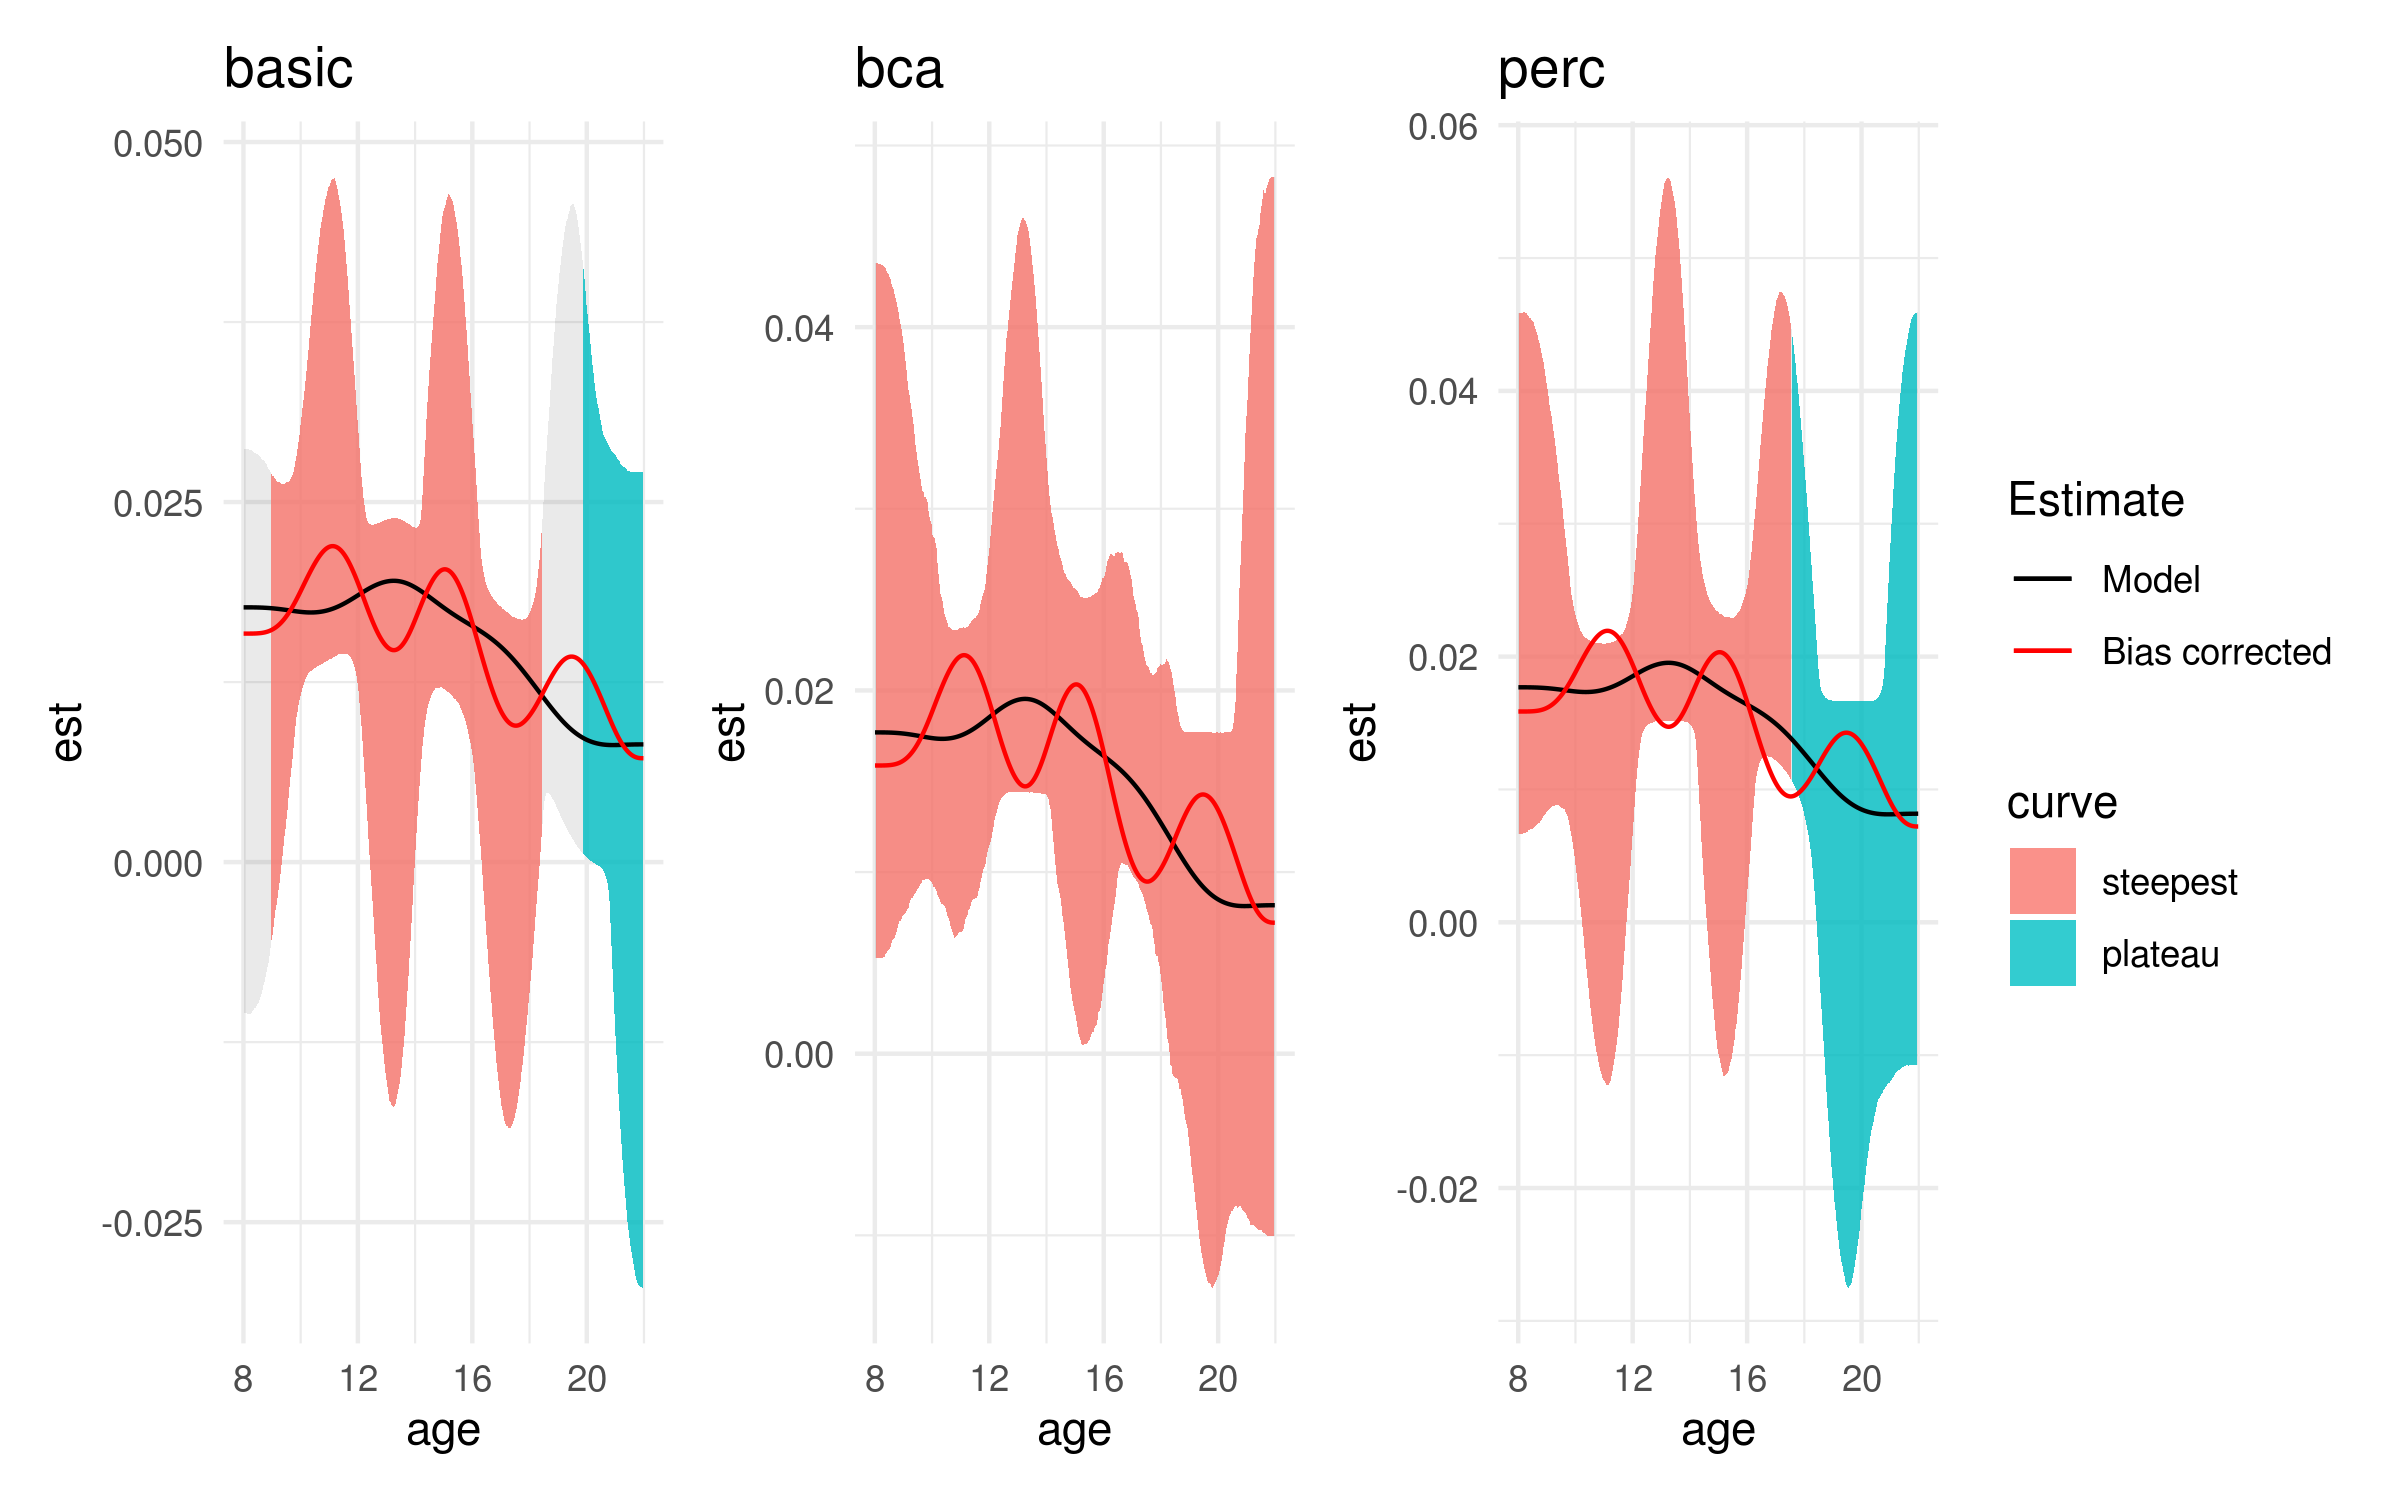 basic
0.050
0.025
0.000
-0.025
est
8 12 16 20
age
bca
0.04
0.02
0.00
est
8 12 16 20
age
perc
0.06
0.04
0.02
0.00
-0.02
est
8 12 16 20
age
Estimate
Model
Bias corrected
curve
steepest
plateau